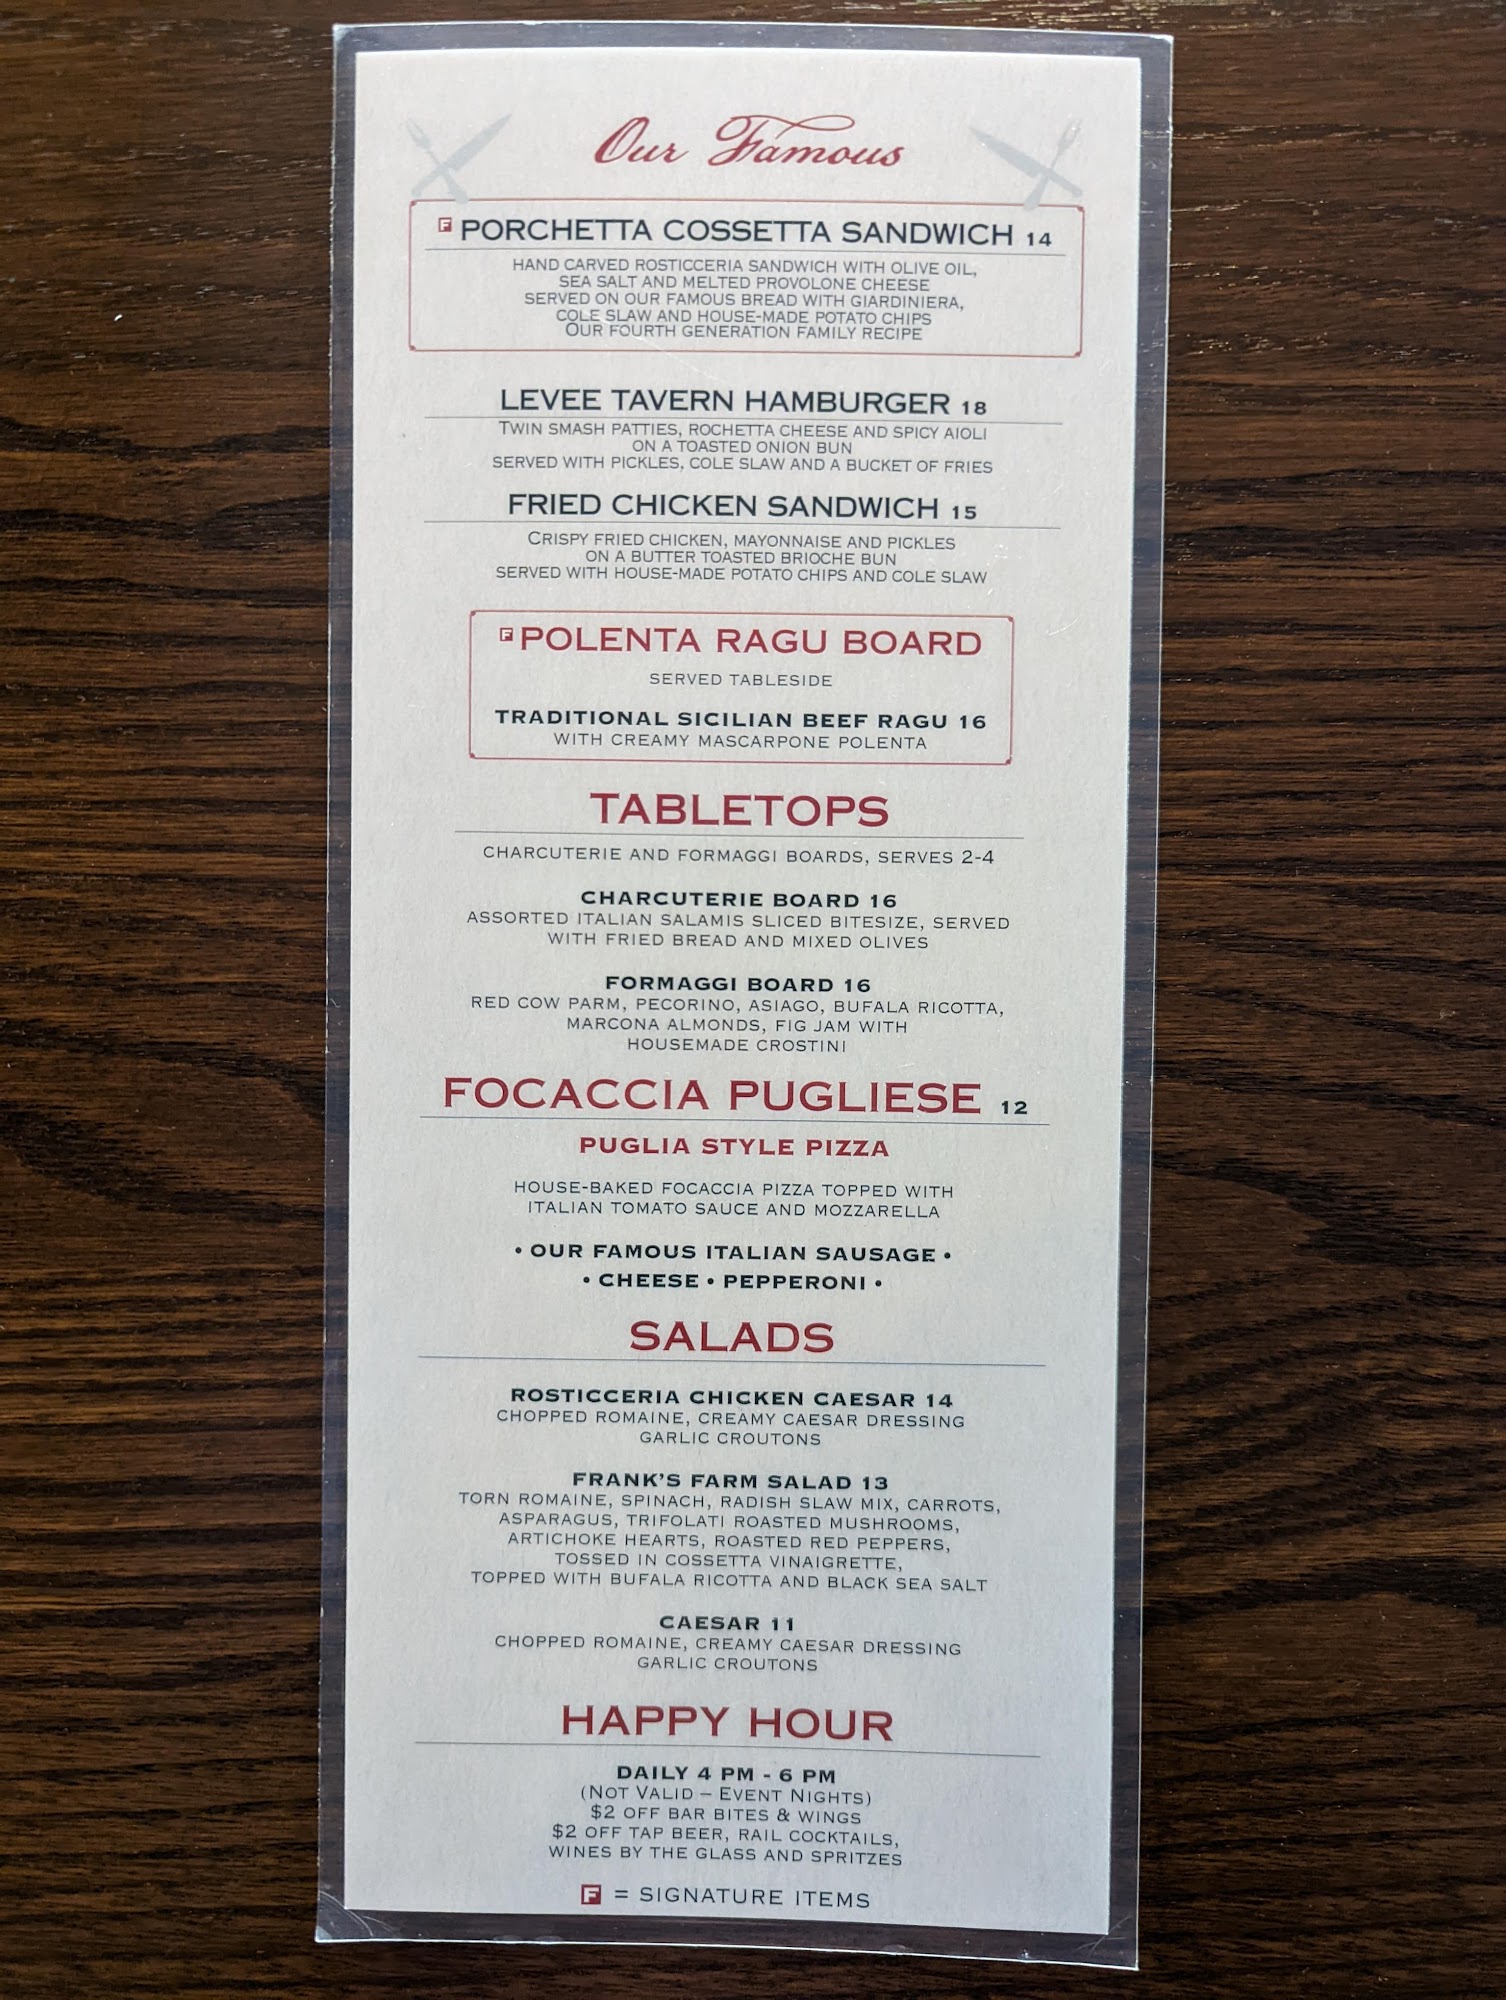 Our Famous
F PORCHETTA COSSETTA SANDWICH 14
HAND CARVED ROSTICCERIA SANDWICH WITH OLIVE OIL,
SEA SALT AND MELTED PROVOLONE CHEESE
SERVED ON OUR FAMOUS BREAD WITH GIARDINIERA,
COLE SLAW AND HOUSE-MADE POTATO CHIPS
OUR FOURTH GENERATION FAMILY RECIPE
LEVEE TAVERN HAMBURGER 18
TWIN SMASH PATTIES, ROCHETTA CHEESE AND SPICY AIOLI
ON A TOASTED ONION BUN
SERVED WITH PICKLES, COLE SLAW AND A BUCKET OF FRIES
FRIED CHICKEN SANDWICH 15
CRISPY FRIED CHICKEN, MAYONNAISE AND PICKLES
ON A BUTTER TOASTED BRIOCHE BUN
SERVED WITH HOUSE-MADE POTATO CHIPS AND COLE SLAW
F POLENTA RAGU BOARD
SERVED TABLESIDE
TRADITIONAL SICILIAN BEEF RAGU 16
WITH CREAMY MASCARPONE POLENTA
TABLETOPS
CHARCUTERIE AND FORMAGGI BOARDS, SERVES 2-4
CHARCUTERIE BOARD 16
ASSORTED ITALIAN SALAMIS SLICED BITESIZE, SERVED
WITH FRIED BREAD AND MIXED OLIVES
FORMAGGI BOARD 16
RED COW PARM, PECORINO, ASIAGO, BUFALA RICOTTA,
MARCONA ALMONDS, FIG JAM WITH
HOUSEMADE CROSTINI
FOCACCIA PUGLIESE 12
PUGLIA STYLE PIZZA
HOUSE-BAKED FOCACCIA PIZZA TOPPED WITH
ITALIAN TOMATO SAUCE AND MOZZARELLA
• OUR FAMOUS ITALIAN SAUSAGE •
• CHEESE • PEPPERONI •
SALADS
ROSTICCERIA CHICKEN CAESAR 14
CHOPPED ROMAINE, CREAMY CAESAR DRESSING
GARLIC CROUTONS
FRANK'S FARM SALAD 13
TORN ROMAINE, SPINACH, RADISH SLAW MIX, CARROTS,
ASPARAGUS, TRIFOLATI ROASTED MUSHROOMS,
ARTICHOKE HEARTS, ROASTED RED PEPPERS,
TOSSED IN COSSETTA VINAIGRETTE,
TOPPED WITH BUFALA RICOTTA AND BLACK SEA SALT
CAESAR 11
CHOPPED ROMAINE, CREAMY CAESAR DRESSING
GARLIC CROUTONS
HAPPY HOUR
DAILY 4 PM - 6 PM
(NOT VALID – EVENT NIGHTS)
$2 OFF BAR BITES & WINGS
$2 OFF TAP BEER, RAIL COCKTAILS,
WINES BY THE GLASS AND SPRITZES
F = SIGNATURE ITEMS